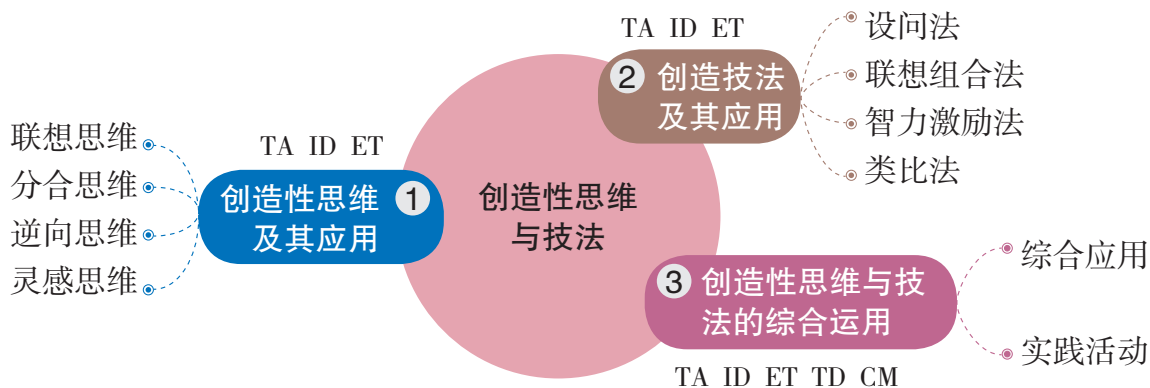 创造性思维
与技法
TA ID ET
① 创造性思维
及其应用
联想思维
分合思维
逆向思维
灵感思维
TA ID ET
② 创造技法
及其应用
设问法
联想组合法
智力激励法
类比法
③ 创造性思维与技
法的综合运用
TA ID ET TD CM
综合应用
实践活动